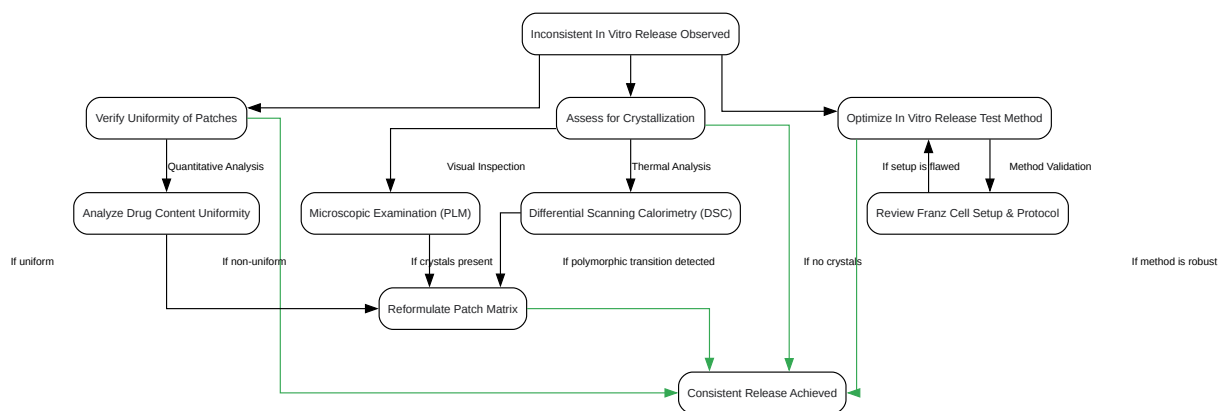 Inconsistent In Vitro Release Observed
Verify Uniformity of Patches
Assess for Crystallization
Optimize In Vitro Release Test Method
Quantitative Analysis
Visual Inspection
Thermal Analysis
If setup is flawed
Method Validation
Analyze Drug Content Uniformity
Microscopic Examination (PLM)
Differential Scanning Calorimetry (DSC)
Review Franz Cell Setup & Protocol
If uniform
If non-uniform
If crystals present
If polymorphic transition detected
If no crystals
If method is robust
Reformulate Patch Matrix
Consistent Release Achieved